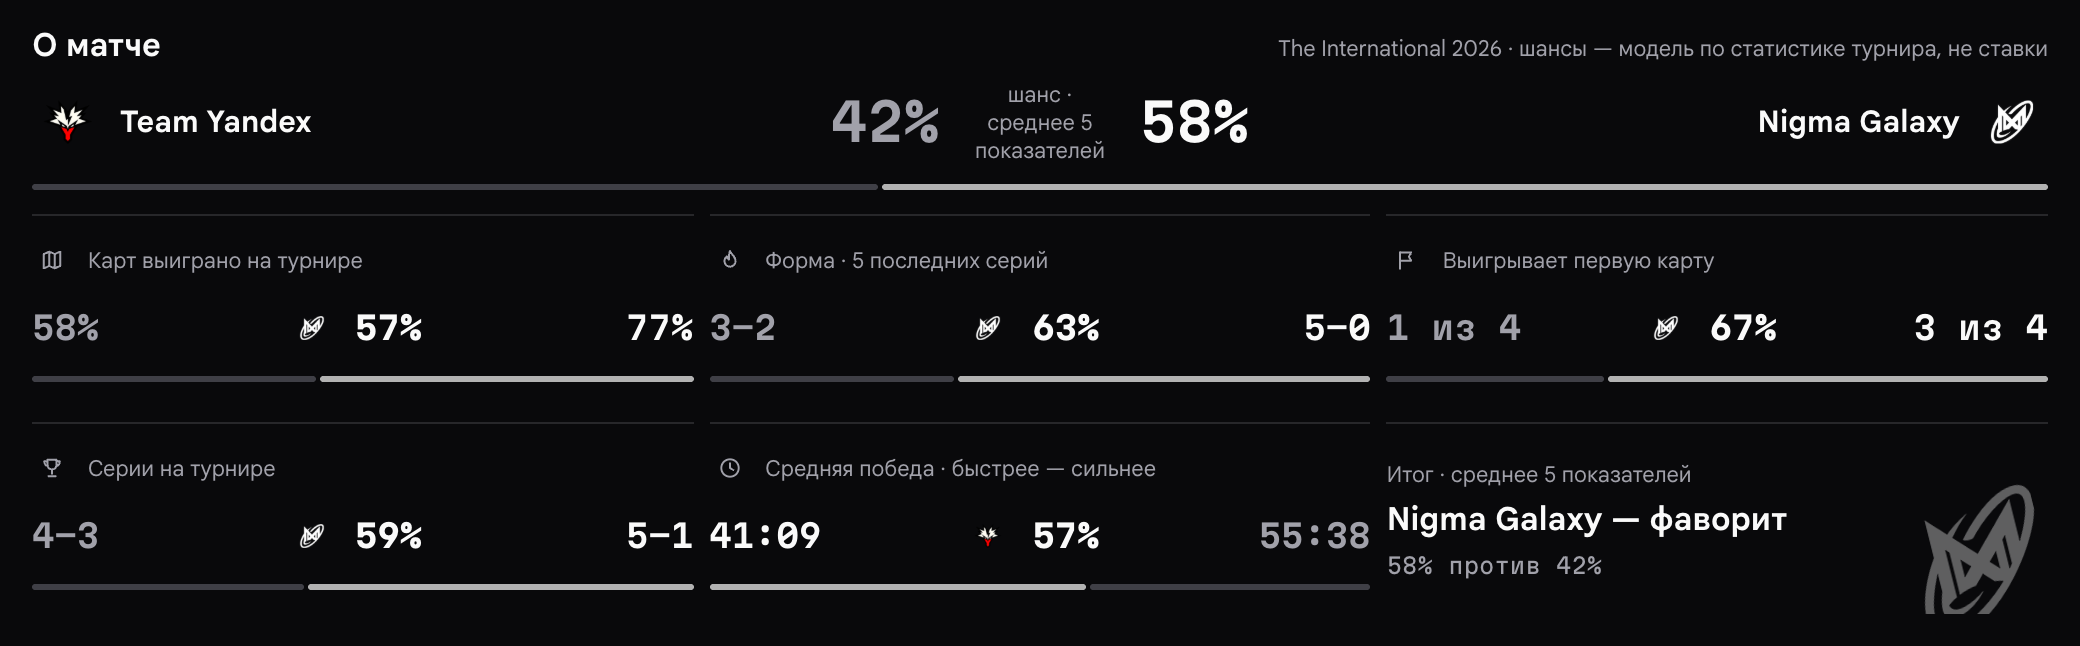 О матче
The International 2026 · шансы — модель по статистике турнира, не ставки
Team Yandex
42%
шанс ·
среднее 5
показателей
58%
Nigma Galaxy
Карт выиграно на турнире
58%
57%
77%
Форма · 5 последних серий
3–2
63%
5–0
Выигрывает первую карту
1 из 4
67%
3 из 4
Серии на турнире
4–3
59%
5–1
Средняя победа · быстрее — сильнее
41:09
57%
55:38
Итог · среднее 5 показателей
Nigma Galaxy — фаворит
58% против 42%